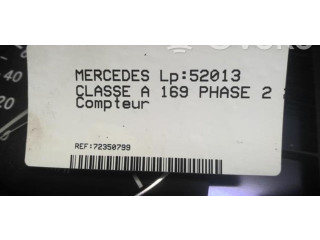 MERCEDES Lp:52013
CLASSE A 169 PHASE 2
Compteur
REF:72350799